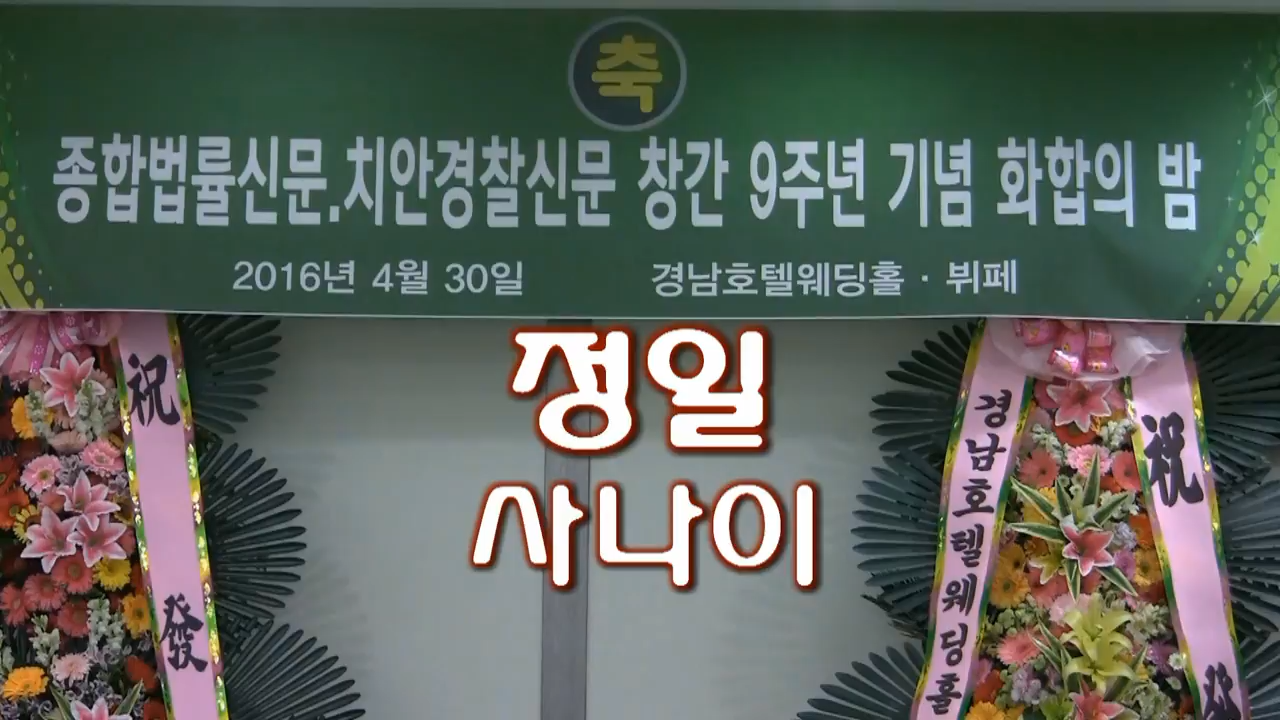 축
종합법률신문.치안경찰신문 창간 9주년 기념 화합의 밤
2016년 4월 30일 경남호텔웨딩홀 · 뷔페
정일
사나이
祝
發
경남호텔웨딩홀
祝